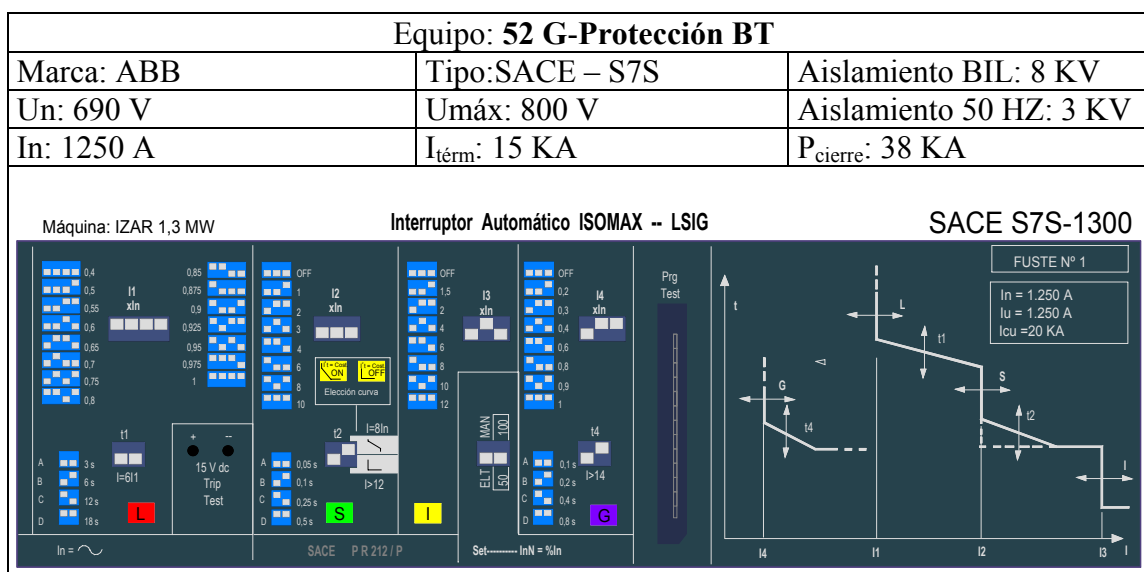 Equipo: 52 G-Protección BT
Marca: ABB
Tipo:SACE – S7S
Aislamiento BIL: 8 KV
Un: 690 V
Umáx: 800 V
Aislamiento 50 HZ: 3 KV
In: 1250 A
Itérm: 15 KA
Pcierre: 38 KA
Máquina: IZAR 1,3 MW
Interruptor Automático ISOMAX -- LSIG
SACE S7S-1300
0,4
0,5
0,55
0,6
0,65
0,7
0,75
0,8
I1
xIn
0,85
0,875
0,9
0,925
0,95
0,975
1
t1
I=6I1
A 3 s
B 6 s
C 12 s
D 18 s
L
+ --
15 V dc
Trip
Test
In =
OFF
1
2
3
4
6
8
10
I2
xIn
ON
OFF
Elección curva
t2
I=8In
I>12
A 0,05 s
B 0,1 s
C 0,25 s
D 0,5 s
S
SACE P R 212 / P
OFF
1,5
2
4
6
8
10
12
I3
xIn
I
MAN
100
ELT
50
Set---------- InN = %In
OFF
0,2
0,3
0,4
0,6
0,8
0,9
1
I4
xIn
t4
I>14
A 0,1 s
B 0,2 s
C 0,4 s
D 0,8 s
G
Prg
Test
FUSTE Nº 1
In = 1.250 A
Iu = 1.250 A
Icu =20 KA
t
L
t1
S
t2
G
t4
I
I4
I1
I2
I3
I